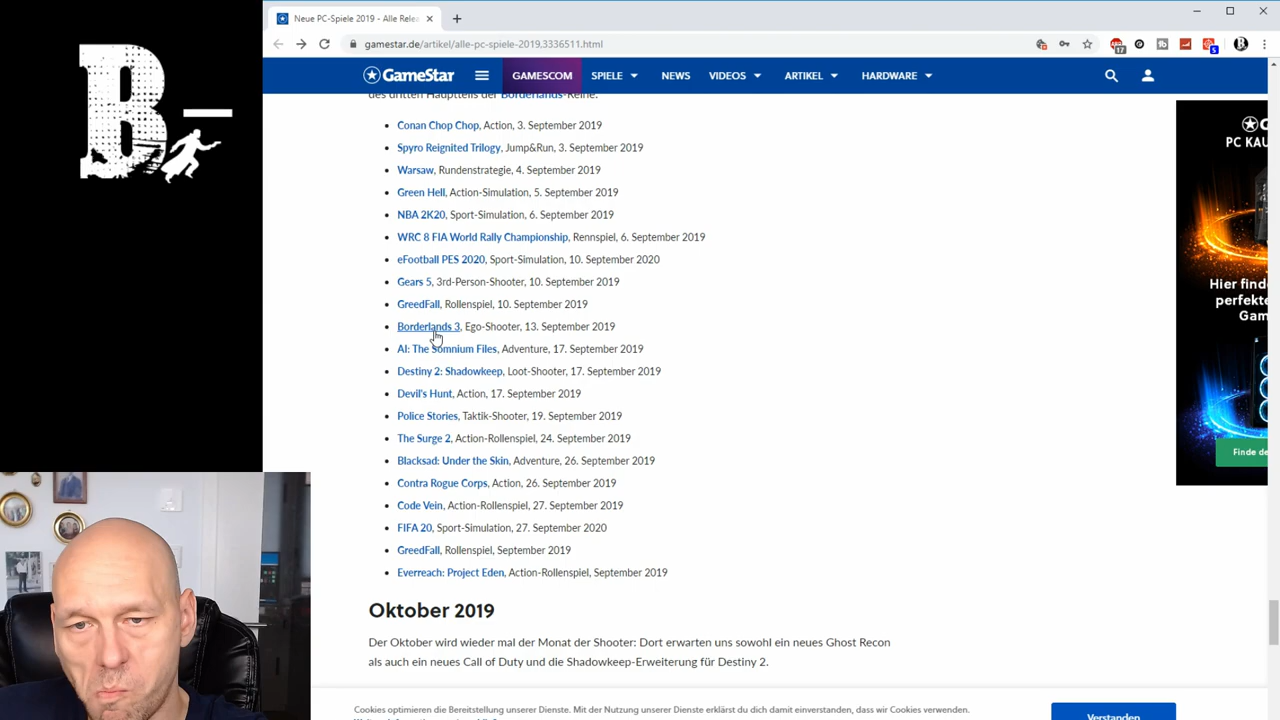 B
Neue PC-Spiele 2019 - Alle Relea
gamestar.de/artikel/alle-pc-spiele-2019,3336511.html
17
5
GameStar
GAMESCOM
SPIELE
NEWS
VIDEOS
ARTIKEL
HARDWARE
des dritten Hauptteils der Borderlands-Reihe.
Conan Chop Chop, Action, 3. September 2019
Spyro Reignited Trilogy, Jump&Run, 3. September 2019
Warsaw, Rundenstrategie, 4. September 2019
Green Hell, Action-Simulation, 5. September 2019
NBA 2K20, Sport-Simulation, 6. September 2019
WRC 8 FIA World Rally Championship, Rennspiel, 6. September 2019
eFootball PES 2020, Sport-Simulation, 10. September 2020
Gears 5, 3rd-Person-Shooter, 10. September 2019
GreedFall, Rollenspiel, 10. September 2019
Borderlands 3, Ego-Shooter, 13. September 2019
AI: The Somnium Files, Adventure, 17. September 2019
Destiny 2: Shadowkeep, Loot-Shooter, 17. September 2019
Devil's Hunt, Action, 17. September 2019
Police Stories, Taktik-Shooter, 19. September 2019
The Surge 2, Action-Rollenspiel, 24. September 2019
Blacksad: Under the Skin, Adventure, 26. September 2019
Contra Rogue Corps, Action, 26. September 2019
Code Vein, Action-Rollenspiel, 27. September 2019
FIFA 20, Sport-Simulation, 27. September 2020
GreedFall, Rollenspiel, September 2019
Everreach: Project Eden, Action-Rollenspiel, September 2019
Oktober 2019
Der Oktober wird wieder mal der Monat der Shooter: Dort erwarten uns sowohl ein neues Ghost Recon
als auch ein neues Call of Duty und die Shadowkeep-Erweiterung für Destiny 2.
PC KAU
Hier find
perfekte
Gam
Finde de
Cookies optimieren die Bereitstellung unserer Dienste. Mit der Nutzung unserer Dienste erklärst du dich damit einverstanden, dass wir Cookies verwenden.
Verstanden